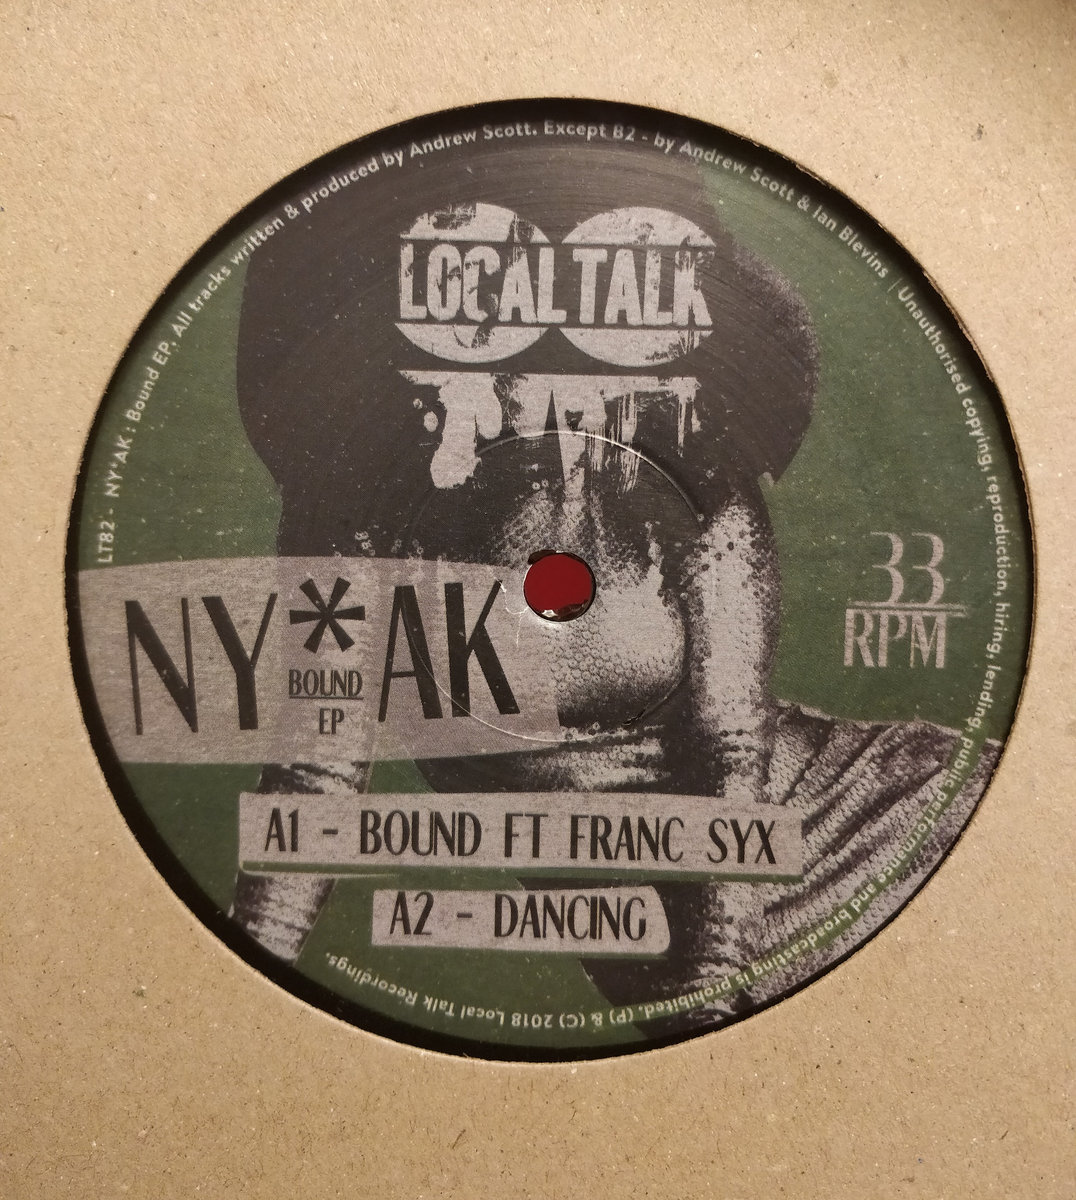 LT82 - NY*AK : Bound EP. All tracks written & produced by Andrew Scott. Except B2 - by Andrew Scott & Ian Blevins | Unauthorised copying, reproduction, hiring, lending, public performance and broadcasting is prohibited. (P) & (C) 2018 Local Talk Recordings.
LOCAL TALK
33
RPM
NY*AK
BOUND
EP
A1 - BOUND FT FRANC SYX
A2 - DANCING